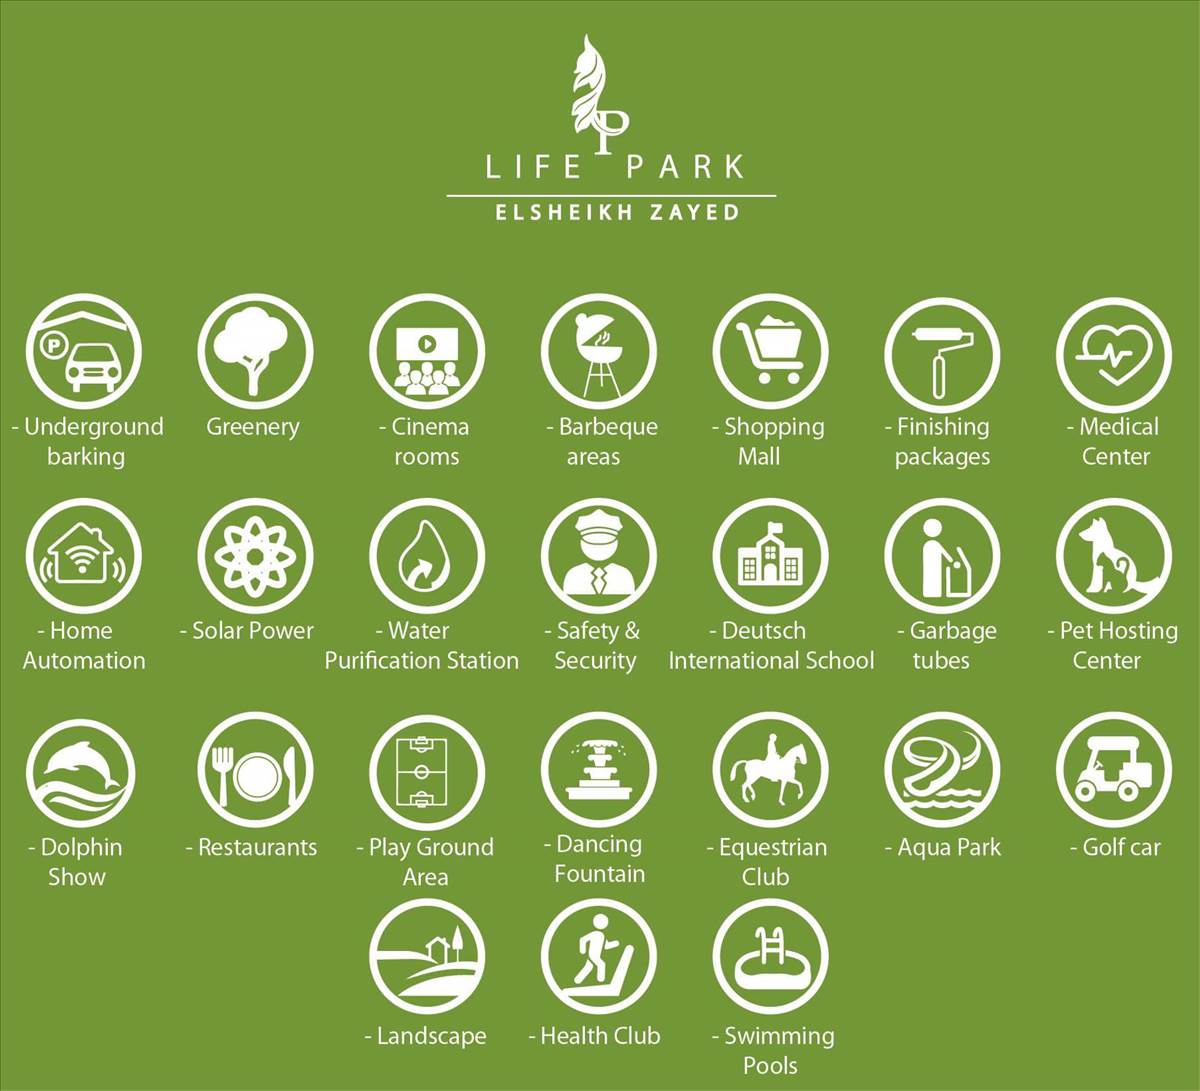 LIFE PARK
ELSHEIKH ZAYED
P
- Underground
barking
Greenery
- Cinema
rooms
- Barbeque
areas
- Shopping
Mall
- Finishing
packages
- Medical
Center
- Home
Automation
- Solar Power
- Water
Purification Station
- Safety &
Security
- Deutsch
International School
- Garbage
tubes
- Pet Hosting
Center
- Dolphin
Show
- Restaurants
- Play Ground
Area
- Dancing
Fountain
- Equestrian
Club
- Aqua Park
- Golf car
- Landscape
- Health Club
- Swimming
Pools